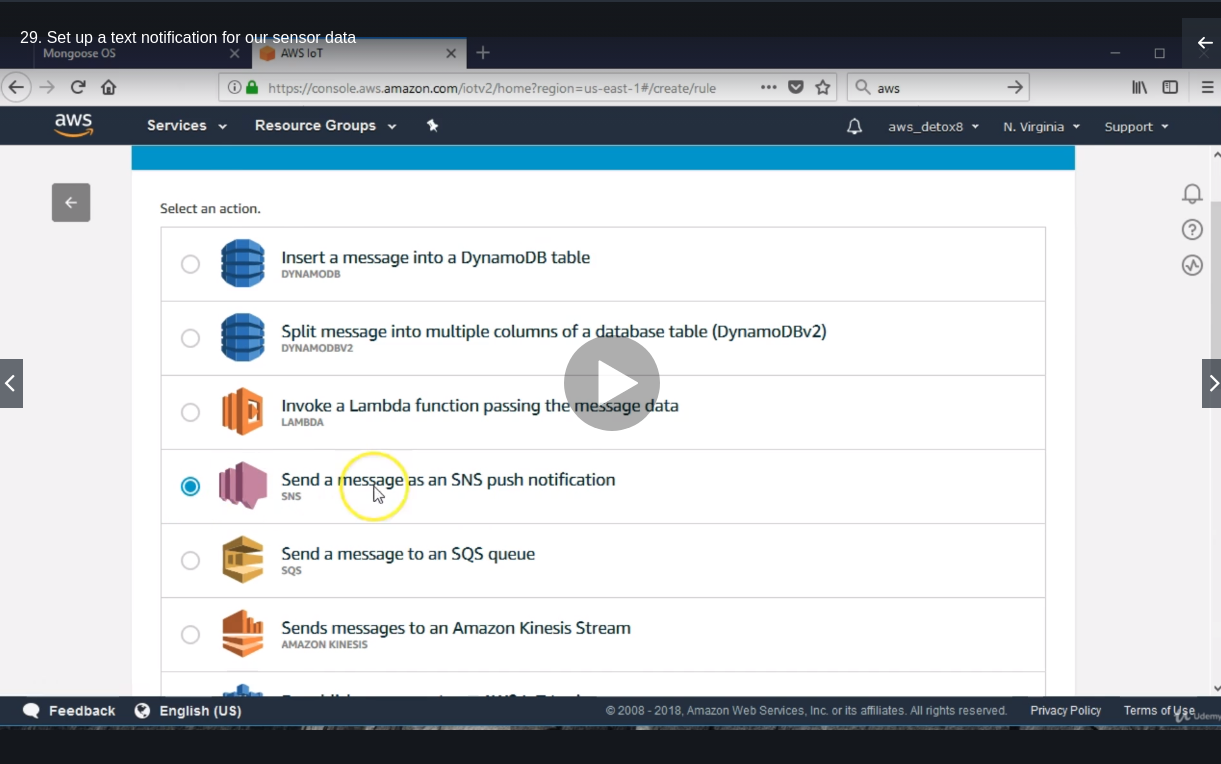 29. Set up a text notification for our sensor data
Mongoose OS
AWS IoT
https://console.aws.amazon.com/iotv2/home?region=us-east-1#/create/rule
aws
aws
Services
Resource Groups
aws_detox8
N. Virginia
Support
Select an action.
Insert a message into a DynamoDB table
DYNAMODB
Split message into multiple columns of a database table (DynamoDBv2)
DYNAMODBV2
Invoke a Lambda function passing the message data
LAMBDA
Send a message as an SNS push notification
SNS
Send a message to an SQS queue
SQS
Sends messages to an Amazon Kinesis Stream
AMAZON KINESIS
Feedback
English (US)
© 2008 - 2018, Amazon Web Services, Inc. or its affiliates. All rights reserved.
Privacy Policy
Terms of Use
Udemy